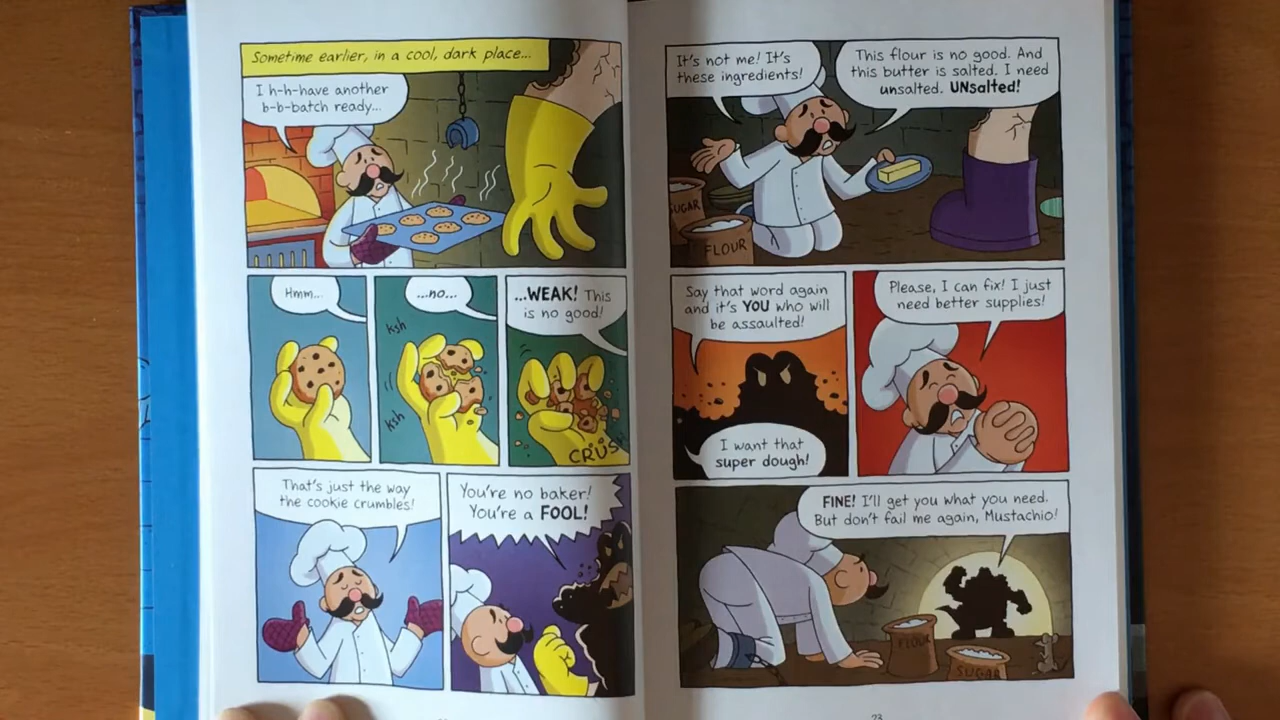 Sometime earlier, in a cool, dark place...
I h-h-have another
b-b-batch ready...
Hmm...
...no...
ksh
ksh
...WEAK! This
is no good!
CRUSH
That's just the way
the cookie crumbles!
You're no baker!
You're a FOOL!
It's not me! It's
these ingredients!
This flour is no good. And
this butter is salted. I need
unsalted. UNsalted!
SUGAR
FLOUR
Say that word again
and it's YOU who will
be assaulted!
I want that
super dough!
Please, I can fix! I just
need better supplies!
FINE! I'll get you what you need.
But don't fail me again, Mustachio!
FLOUR
SUGAR
23